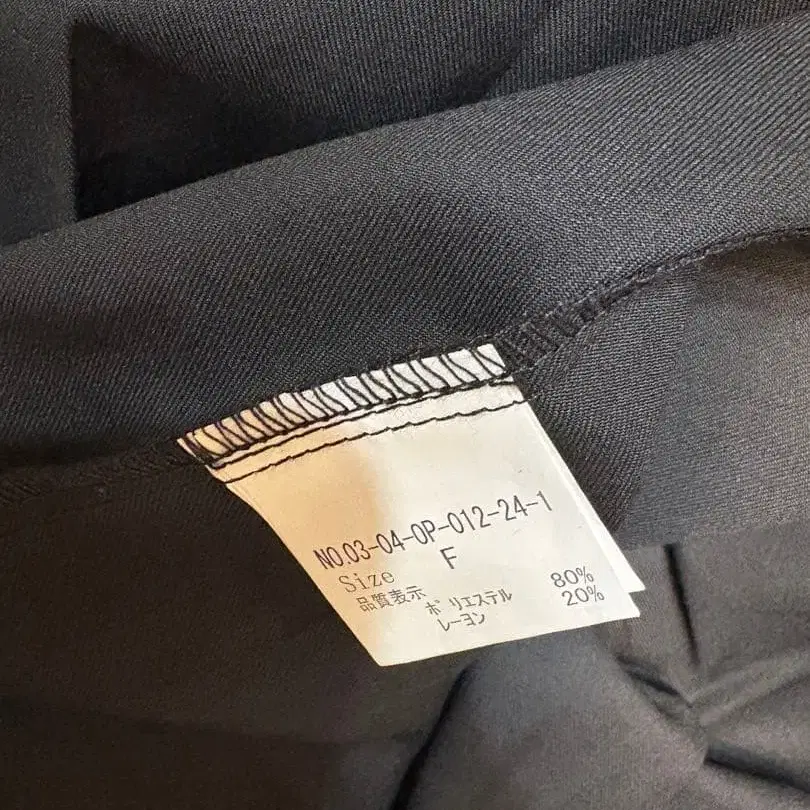 NO.03-04-OP-012-24-1
Size F
品質表示
ポリエステル 80%
レーヨン 20%